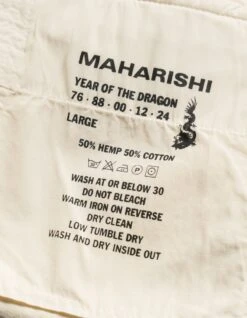 MAHARISHI
YEAR OF THE DRAGON
76 · 88 · 00 · 12 · 24
LARGE
50% HEMP 50% COTTON
WASH AT OR BELOW 30
DO NOT BLEACH
WARM IRON ON REVERSE
DRY CLEAN
LOW TUMBLE DRY
WASH AND DRY INSIDE OUT